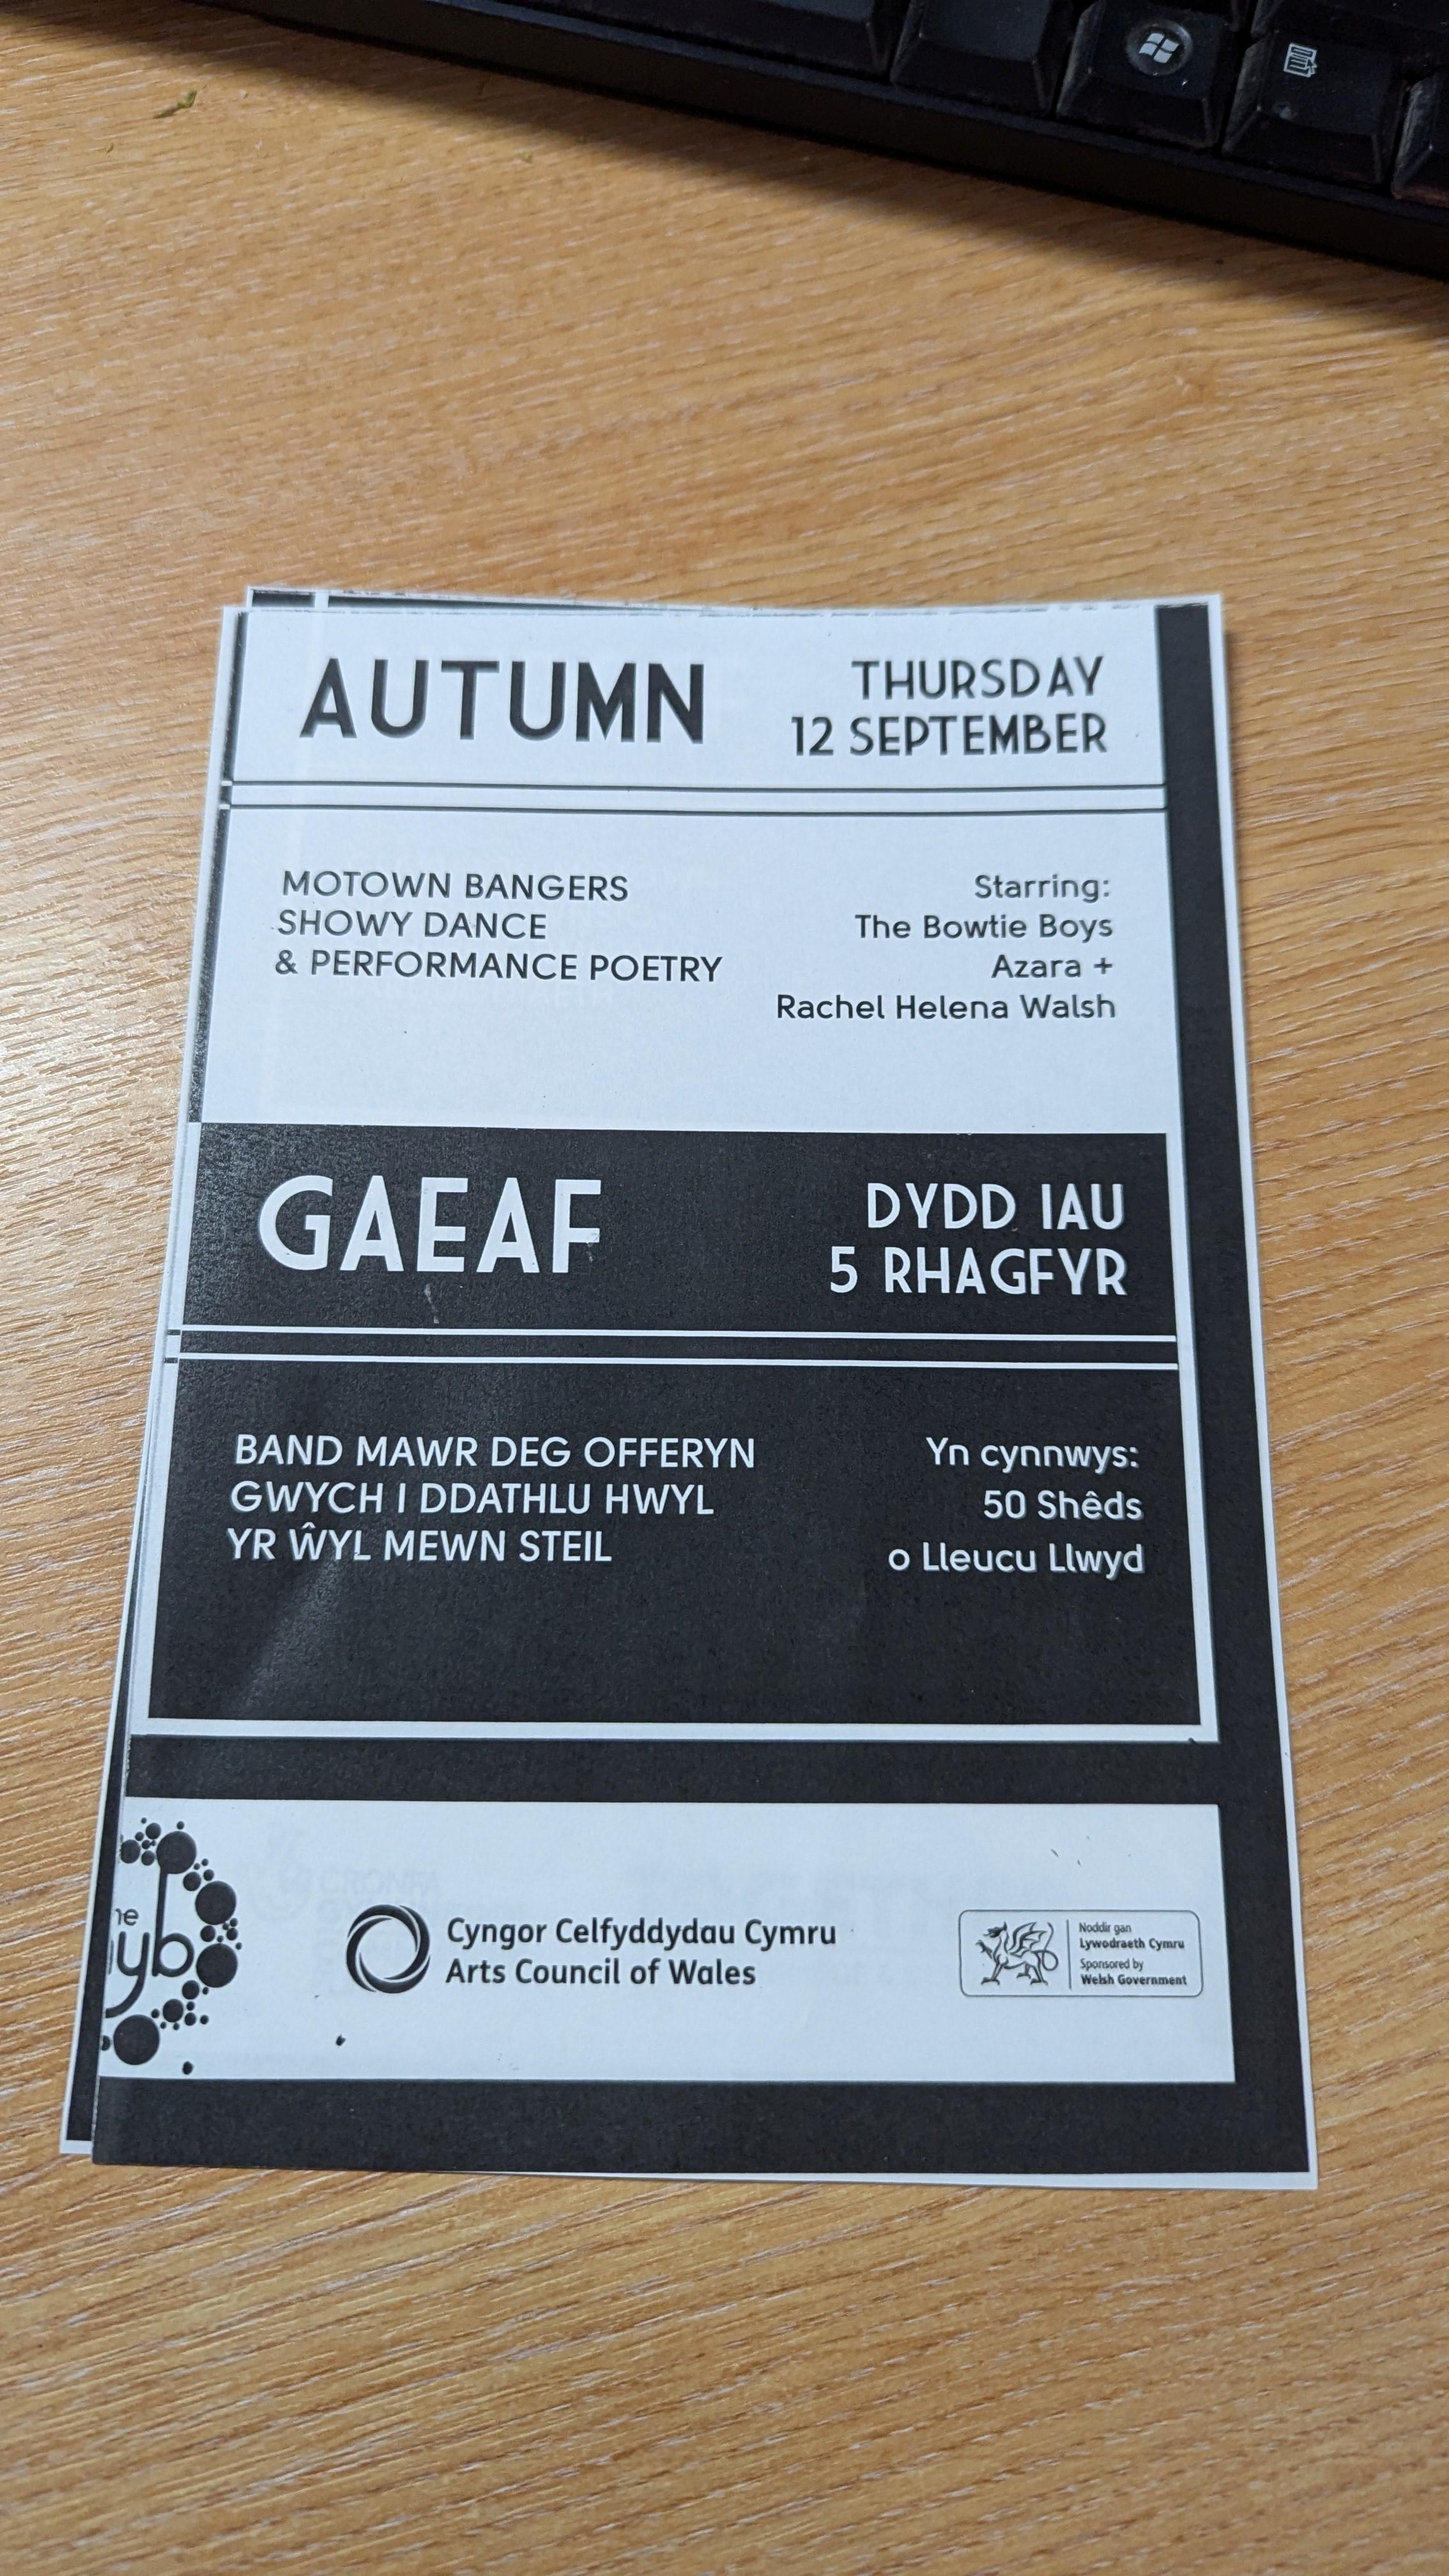 AUTUMN
THURSDAY
12 SEPTEMBER
MOTOWN BANGERS
SHOWY DANCE
& PERFORMANCE POETRY
Starring:
The Bowtie Boys
Azara +
Rachel Helena Walsh
GAEAF
DYDD IAU
5 RHAGFYR
BAND MAWR DEG OFFERYN
GWYCH I DDATHLU HWYL
YR ŴYL MEWN STEIL
Yn cynnwys:
50 Shêds
o Lleucu Llwyd
Cyngor Celfyddydau Cymru
Arts Council of Wales
Noddir gan
Lywodraeth Cymru
Sponsored by
Welsh Government